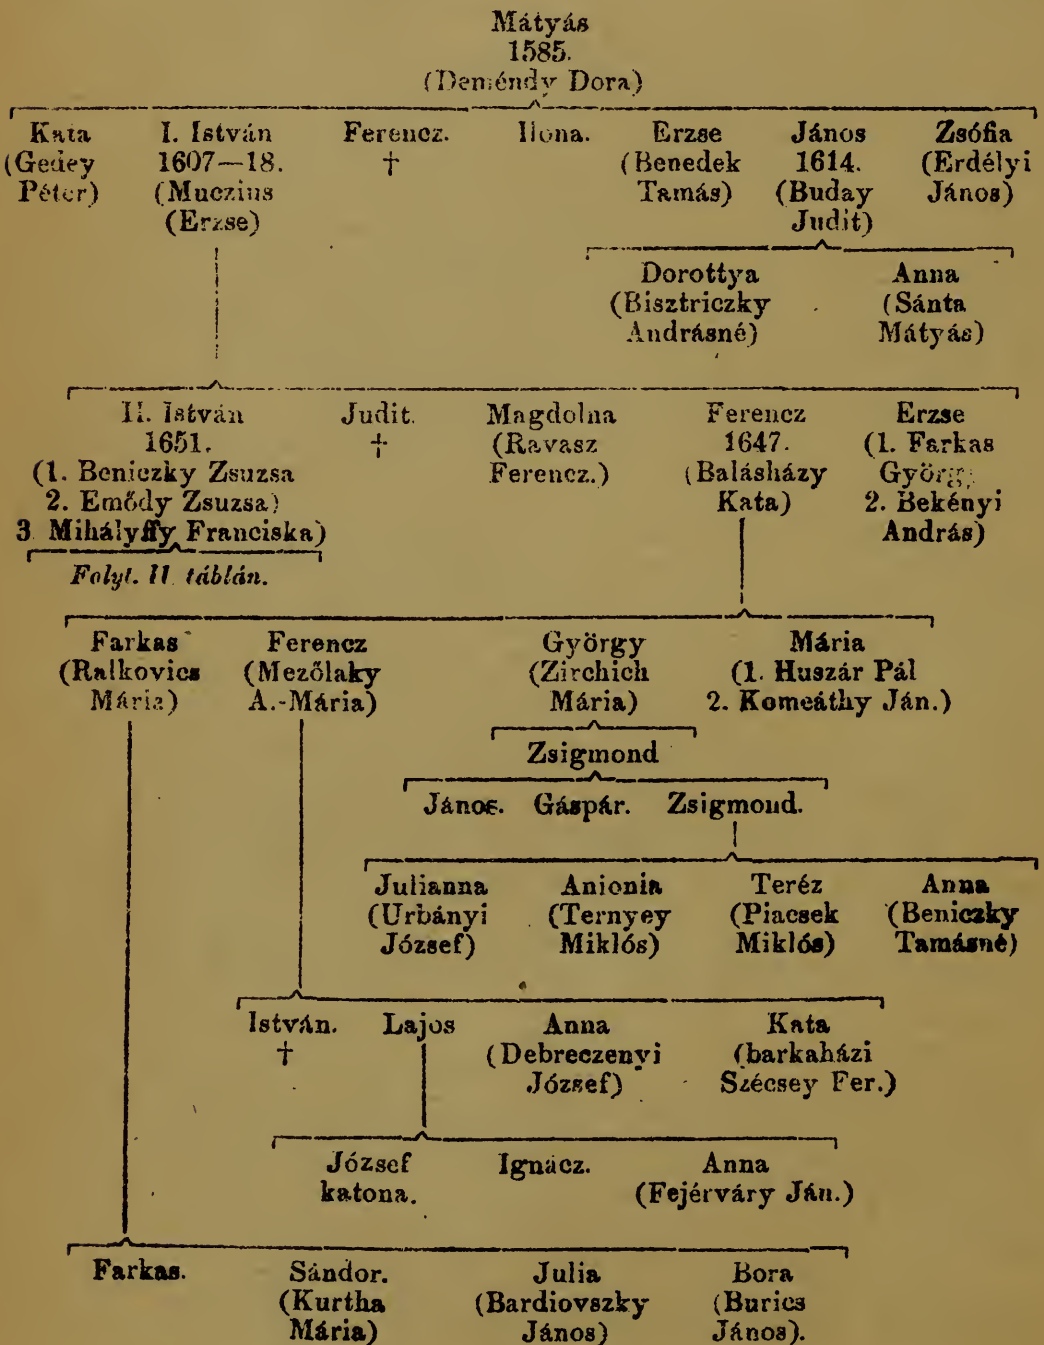 Mátyás
1585.
(Deméndy Dora)
Kata I. István Ferencz. Ilona. Erzse János Zsófia
(Gedey 1607—18. † (Benedek 1614. (Erdélyi
Péter) (Muczius Tamás) (Buday János)
(Erzse) Judit)
Dorottya Anna
(Bisztriczky (Sánta
Andrásné) Mátyás)
II. István Judit. Magdolna Ferencz Erzse
1651. † (Ravasz 1647. (1. Farkas
(1. Beniczky Zsuzsa Ferencz.) (Balásházy György,
2. Emődy Zsuzsa) Kata) 2. Bekényi
3 Mihályffy Franciska) András)
Folyt. II. táblán.
Farkas Ferencz György Mária
(Ralkovics (Mezőlaky (Zirchich (1. Huszár Pál
Mária) A.-Mária) Mária) 2. Komeáthy Ján.)
Zsigmond
János. Gáspár. Zsigmond.
Julianna Anionia Teréz Anna
(Urbányi (Ternyey (Piacsek (Beniczky
József) Miklós) Miklós) Tamásné)
István. Lajos Anna Kata
† (Debreczenyi (barkaházi
József) Szécsey Fer.)
József Ignácz. Anna
katona. (Fejérváry Ján.)
Farkas. Sándor. Julia Bora
(Kurtha (Bardiovszky (Burics
Mária) János) János).